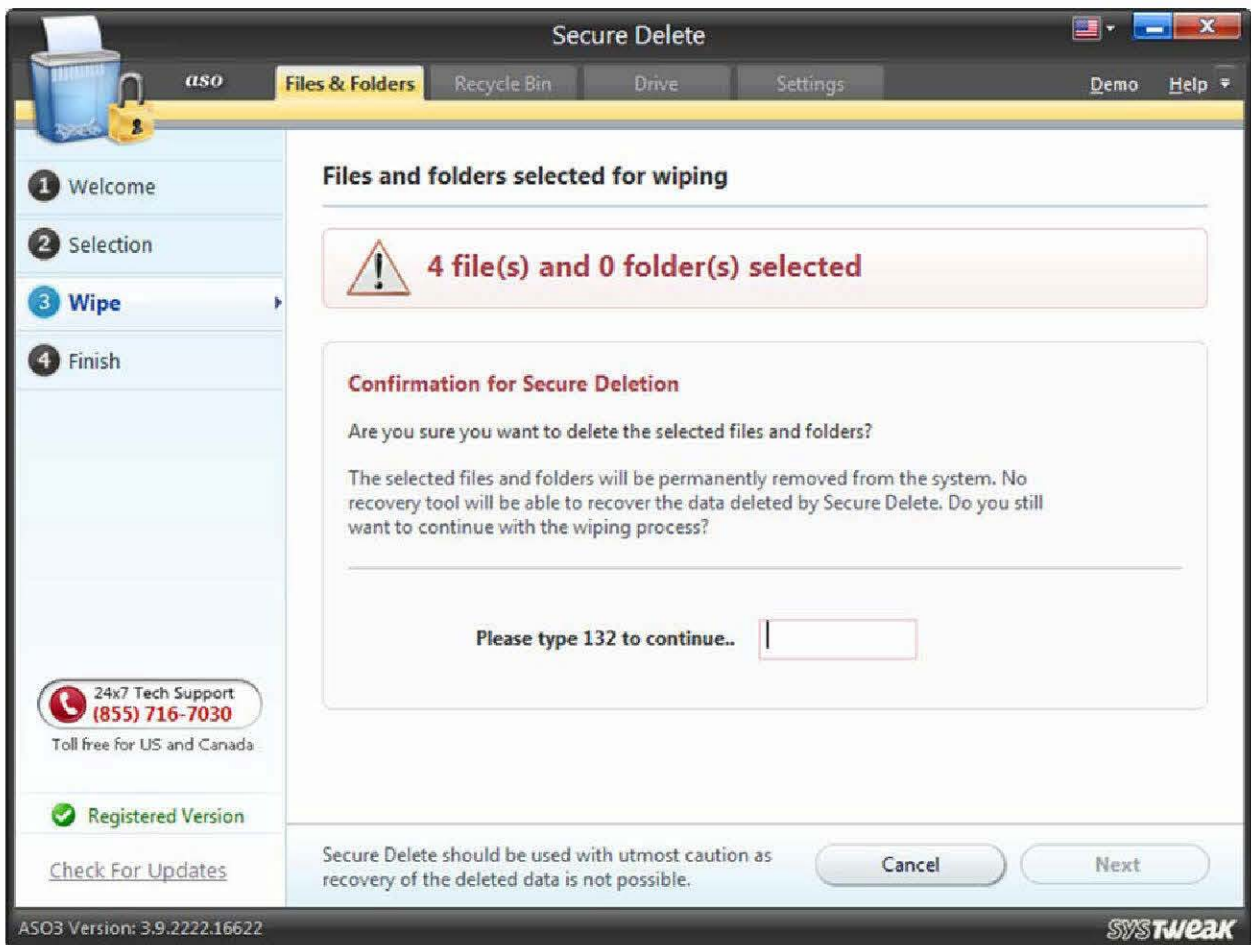 Secure Delete
aso
Files & Folders
Recycle Bin
Drive
Settings
Demo
Help
1 Welcome
2 Selection
3 Wipe
4 Finish
Files and folders selected for wiping
4 file(s) and 0 folder(s) selected
Confirmation for Secure Deletion
Are you sure you want to delete the selected files and folders?
The selected files and folders will be permanently removed from the system. No
recovery tool will be able to recover the data deleted by Secure Delete. Do you still
want to continue with the wiping process?
Please type 132 to continue..
24x7 Tech Support
(855) 716-7030
Toll free for US and Canada
Registered Version
Check For Updates
Secure Delete should be used with utmost caution as
recovery of the deleted data is not possible.
Cancel
Next
ASO3 Version: 3.9.2222.16622
SYSTweak